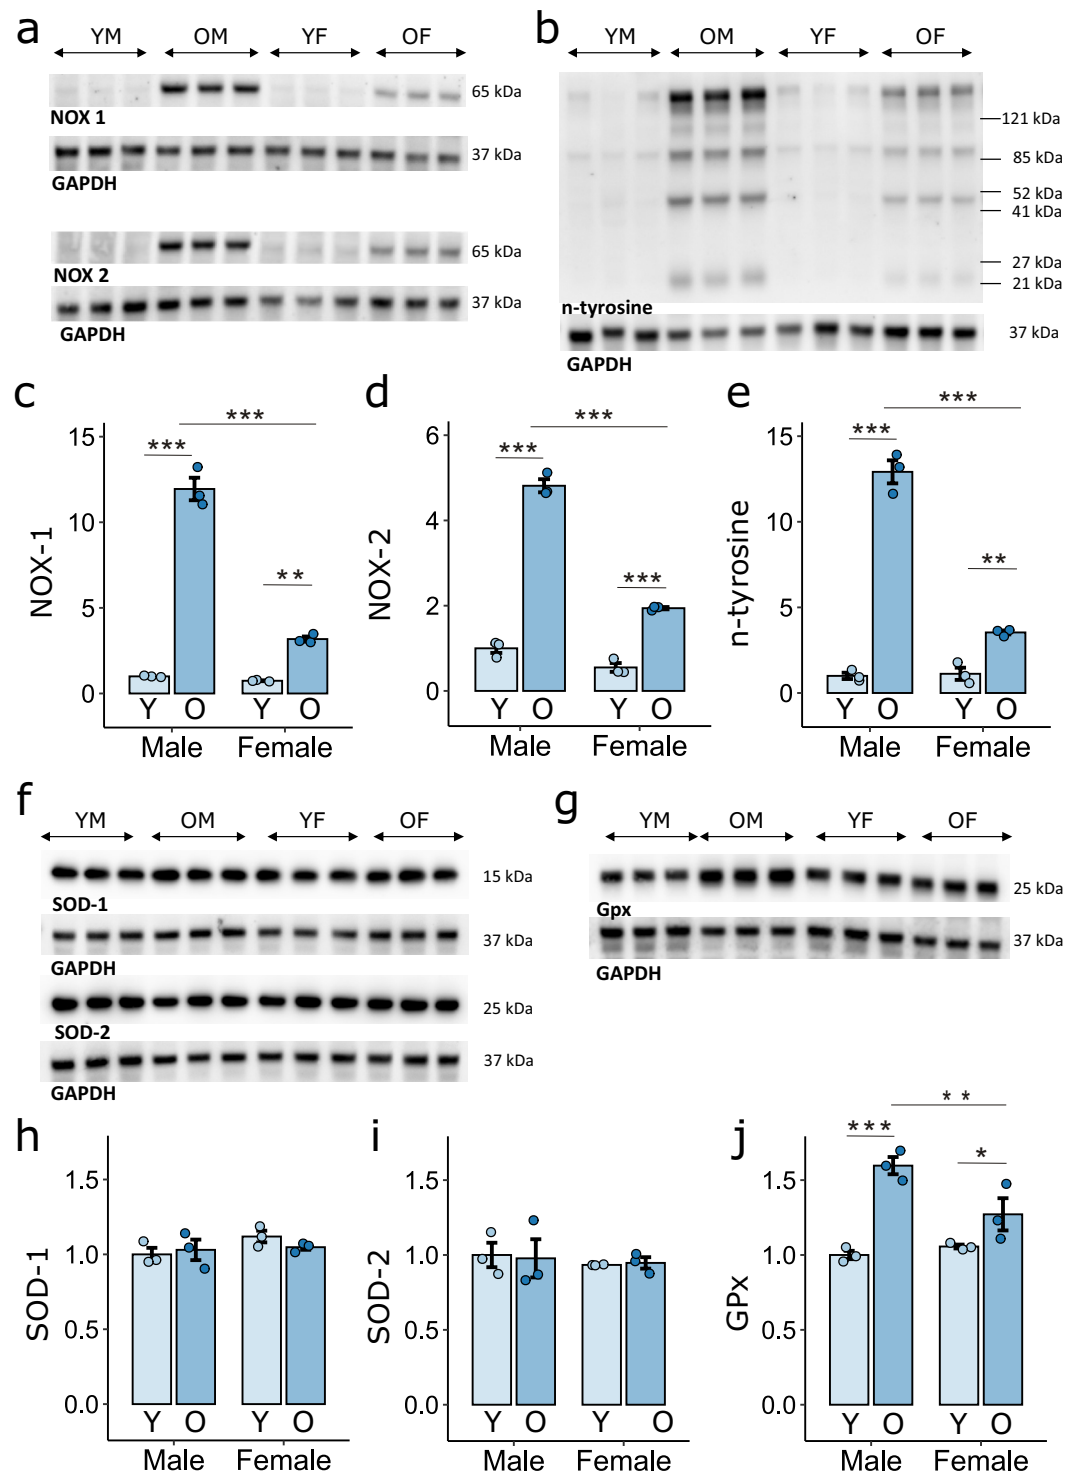 a
YM OM YF OF
65 kDa
NOX 1
37 kDa
GAPDH
65 kDa
NOX 2
37 kDa
GAPDH
b
YM OM YF OF
121 kDa
85 kDa
52 kDa
41 kDa
27 kDa
21 kDa
n-tyrosine
37 kDa
GAPDH
c
NOX-1
15
10
5
0
***
***
**
Y O Y O
Male Female
d
NOX-2
6
4
2
0
***
***
***
Y O Y O
Male Female
e
n-tyrosine
15
10
5
0
***
***
**
Y O Y O
Male Female
f
YM OM YF OF
15 kDa
SOD-1
37 kDa
GAPDH
25 kDa
SOD-2
37 kDa
GAPDH
g
YM OM YF OF
25 kDa
Gpx
37 kDa
GAPDH
h
SOD-1
1.5
1.0
0.5
0.0
Y O Y O
Male Female
i
SOD-2
1.5
1.0
0.5
0.0
Y O Y O
Male Female
j
GPx
1.5
1.0
0.5
0.0
**
***
*
Y O Y O
Male Female